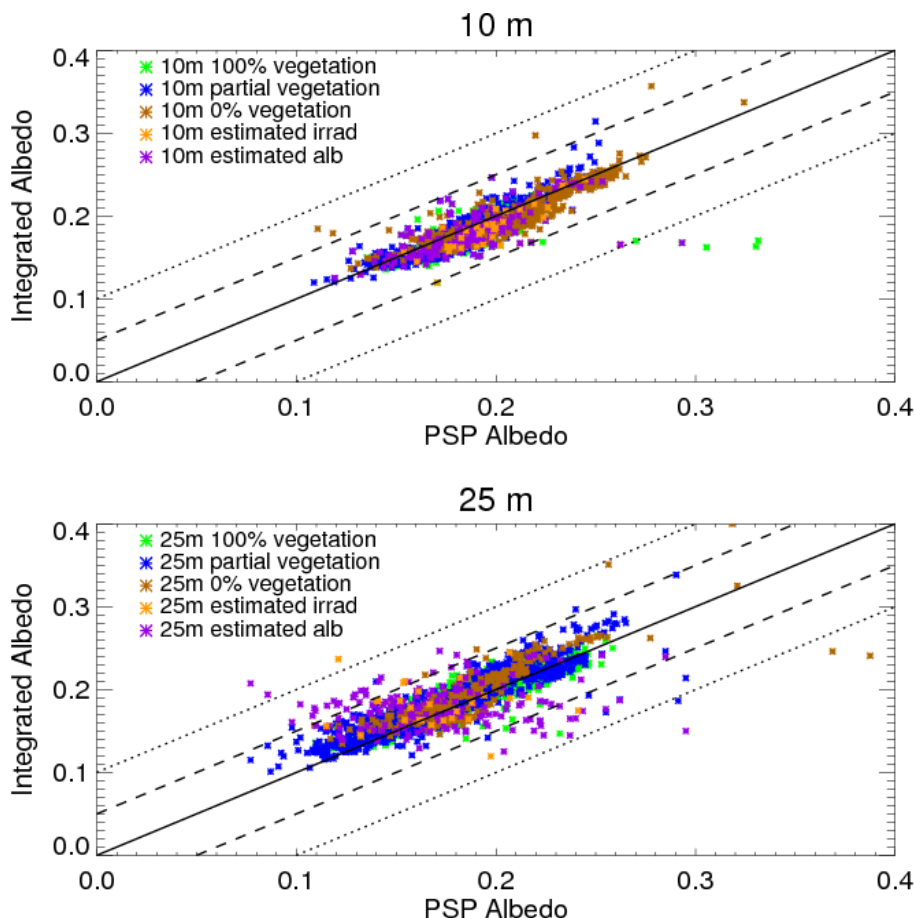 10 m
0.4
0.3
0.2
0.1
0.0
Integrated Albedo
10m 100% vegetation
10m partial vegetation
10m 0% vegetation
10m estimated irrad
10m estimated alb
0.0 0.1 0.2 0.3 0.4
PSP Albedo
25 m
0.4
0.3
0.2
0.1
0.0
Integrated Albedo
25m 100% vegetation
25m partial vegetation
25m 0% vegetation
25m estimated irrad
25m estimated alb
0.0 0.1 0.2 0.3 0.4
PSP Albedo